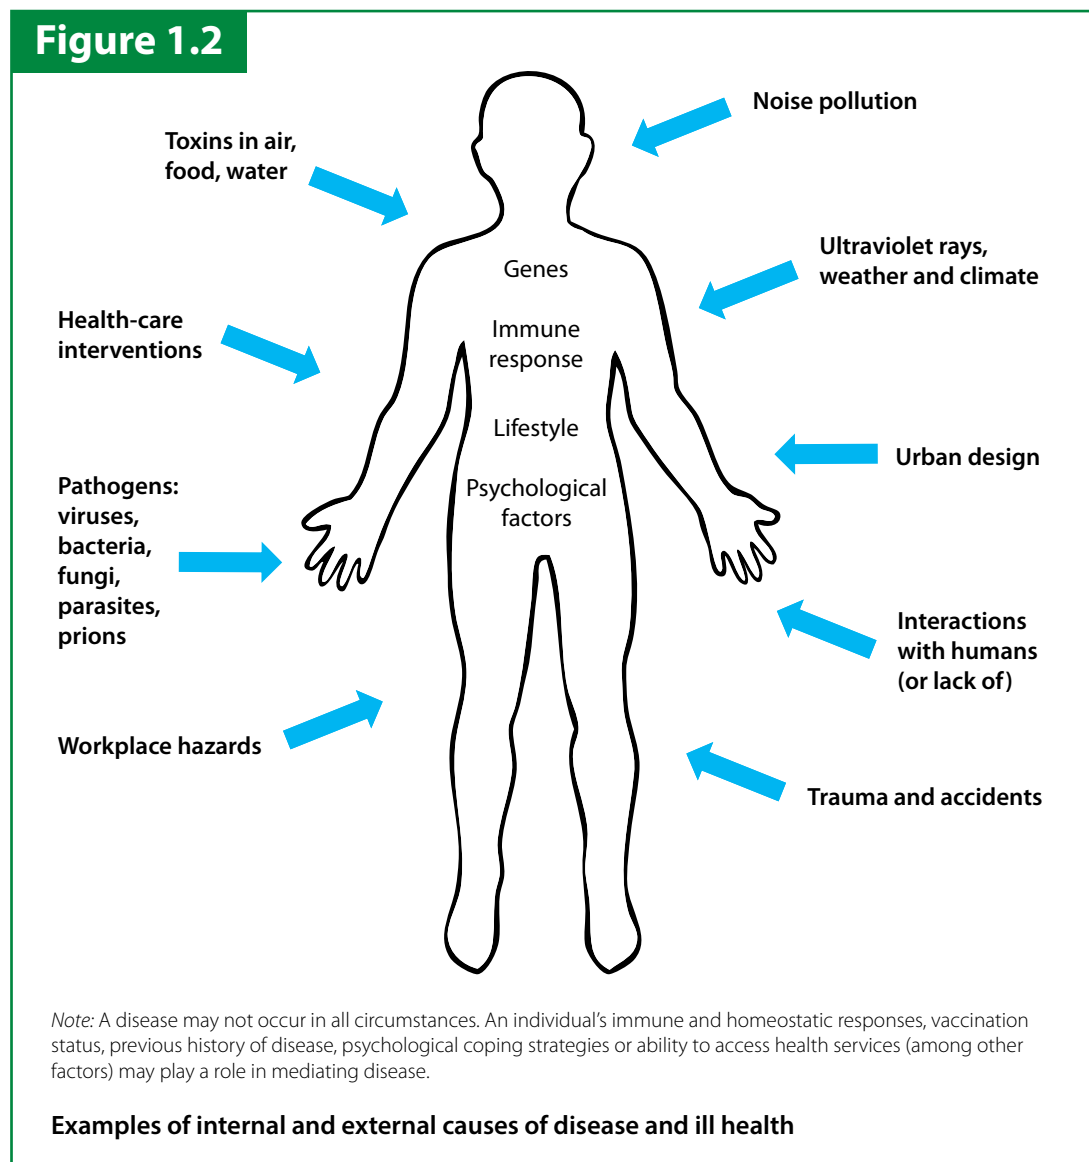 Figure 1.2
Noise pollution
Toxins in air,
food, water
Ultraviolet rays,
weather and climate
Genes
Health-care
interventions
Immune
response
Lifestyle
Urban design
Pathogens:
viruses,
bacteria,
fungi,
parasites,
prions
Psychological
factors
Interactions
with humans
(or lack of)
Workplace hazards
Trauma and accidents
Note: A disease may not occur in all circumstances. An individual’s immune and homeostatic responses, vaccination
status, previous history of disease, psychological coping strategies or ability to access health services (among other
factors) may play a role in mediating disease.
Examples of internal and external causes of disease and ill health